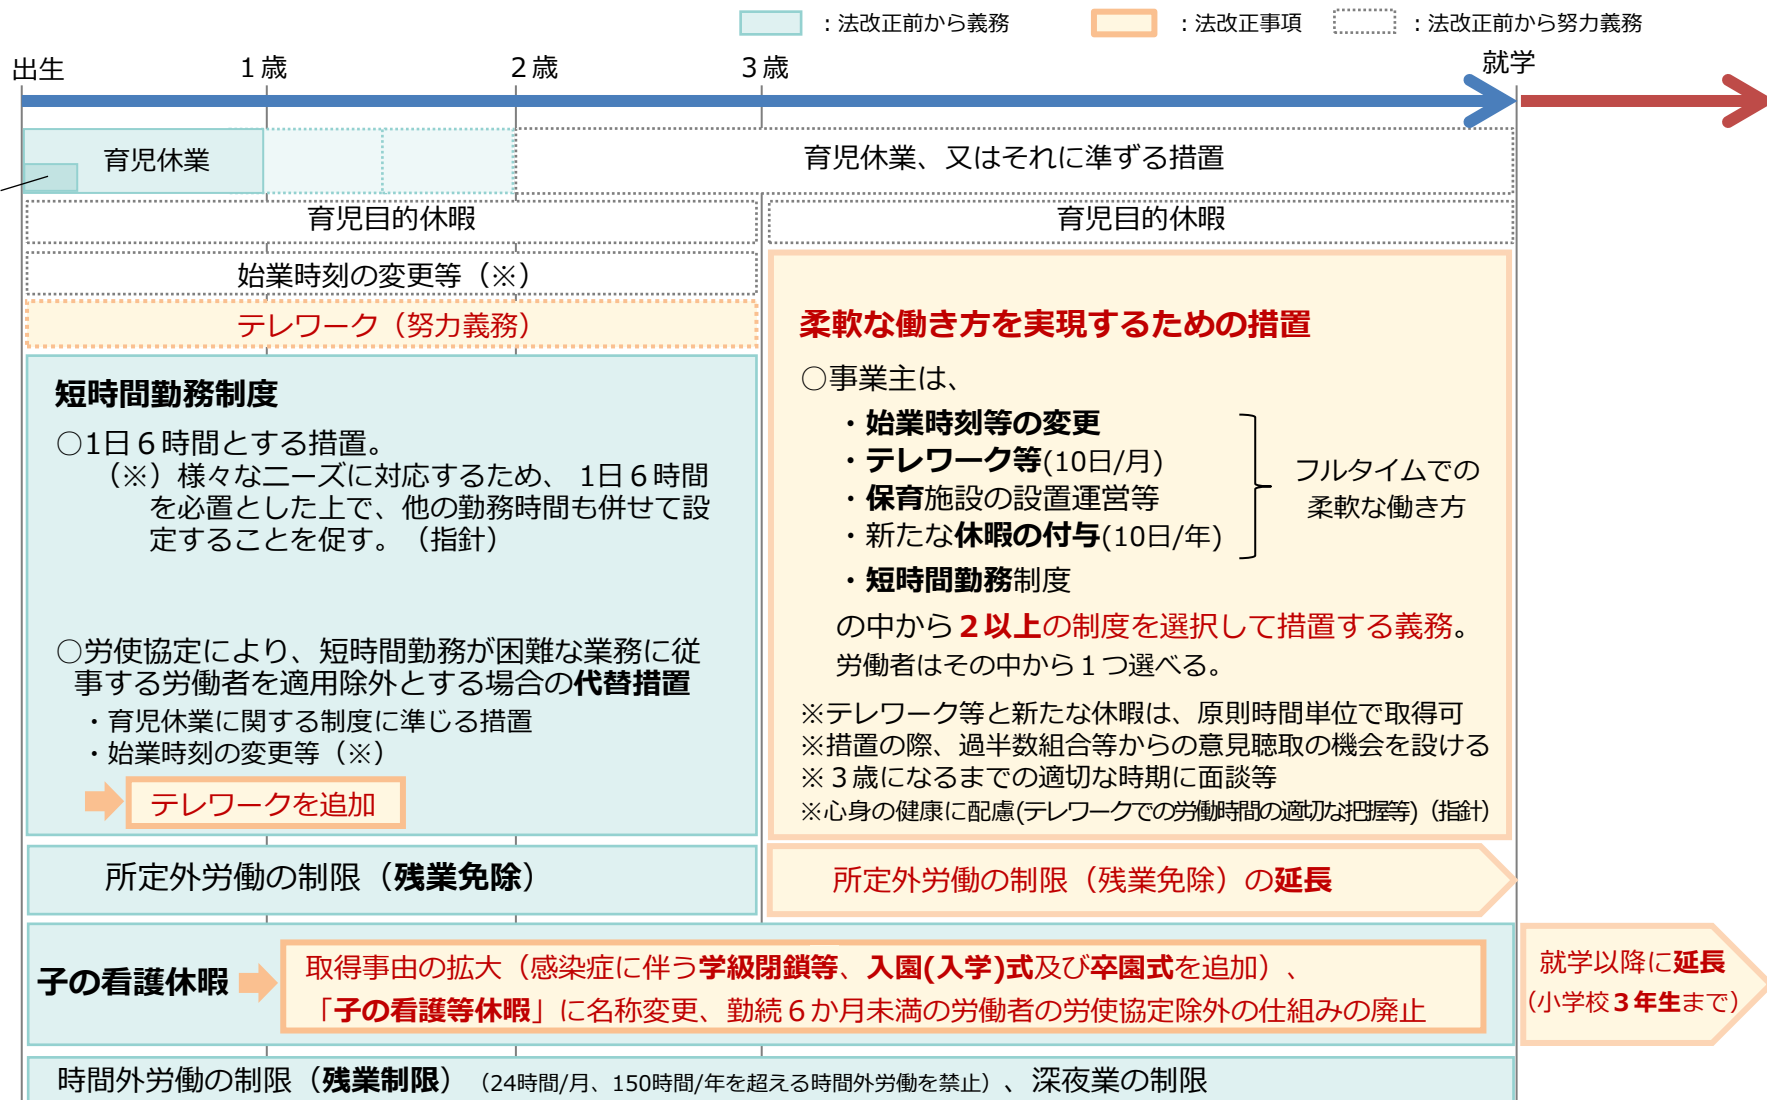 ：法改正前から義務
：法改正事項
：法改正前から努力義務
出生
１歳
２歳
３歳
就学
育児休業
育児休業、又はそれに準ずる措置
育児目的休暇
育児目的休暇
始業時刻の変更等（※）
テレワーク（努力義務）
短時間勤務制度
○1日６時間とする措置。
（※）様々なニーズに対応するため、 1日６時間
を必置とした上で、他の勤務時間も併せて設
定することを促す。（指針）
○労使協定により、短時間勤務が困難な業務に従
事する労働者を適用除外とする場合の代替措置
・育児休業に関する制度に準じる措置
・始業時刻の変更等（※）
テレワークを追加
柔軟な働き方を実現するための措置
○事業主は、
・始業時刻等の変更
・テレワーク等(10日/月)
・保育施設の設置運営等
・新たな休暇の付与(10日/年)
・短時間勤務制度
フルタイムでの
柔軟な働き方
の中から２以上の制度を選択して措置する義務。
労働者はその中から１つ選べる。
※テレワーク等と新たな休暇は、原則時間単位で取得可
※措置の際、過半数組合等からの意見聴取の機会を設ける
※３歳になるまでの適切な時期に面談等
※心身の健康に配慮(テレワークでの労働時間の適切な把握等)（指針）
所定外労働の制限（残業免除）
所定外労働の制限（残業免除）の延長
子の看護休暇
取得事由の拡大（感染症に伴う学級閉鎖等、入園(入学)式及び卒園式を追加）、
「子の看護等休暇」に名称変更、勤続６か月未満の労働者の労使協定除外の仕組みの廃止
就学以降に延長
（小学校３年生まで）
時間外労働の制限（残業制限）（24時間/月、150時間/年を超える時間外労働を禁止）、深夜業の制限